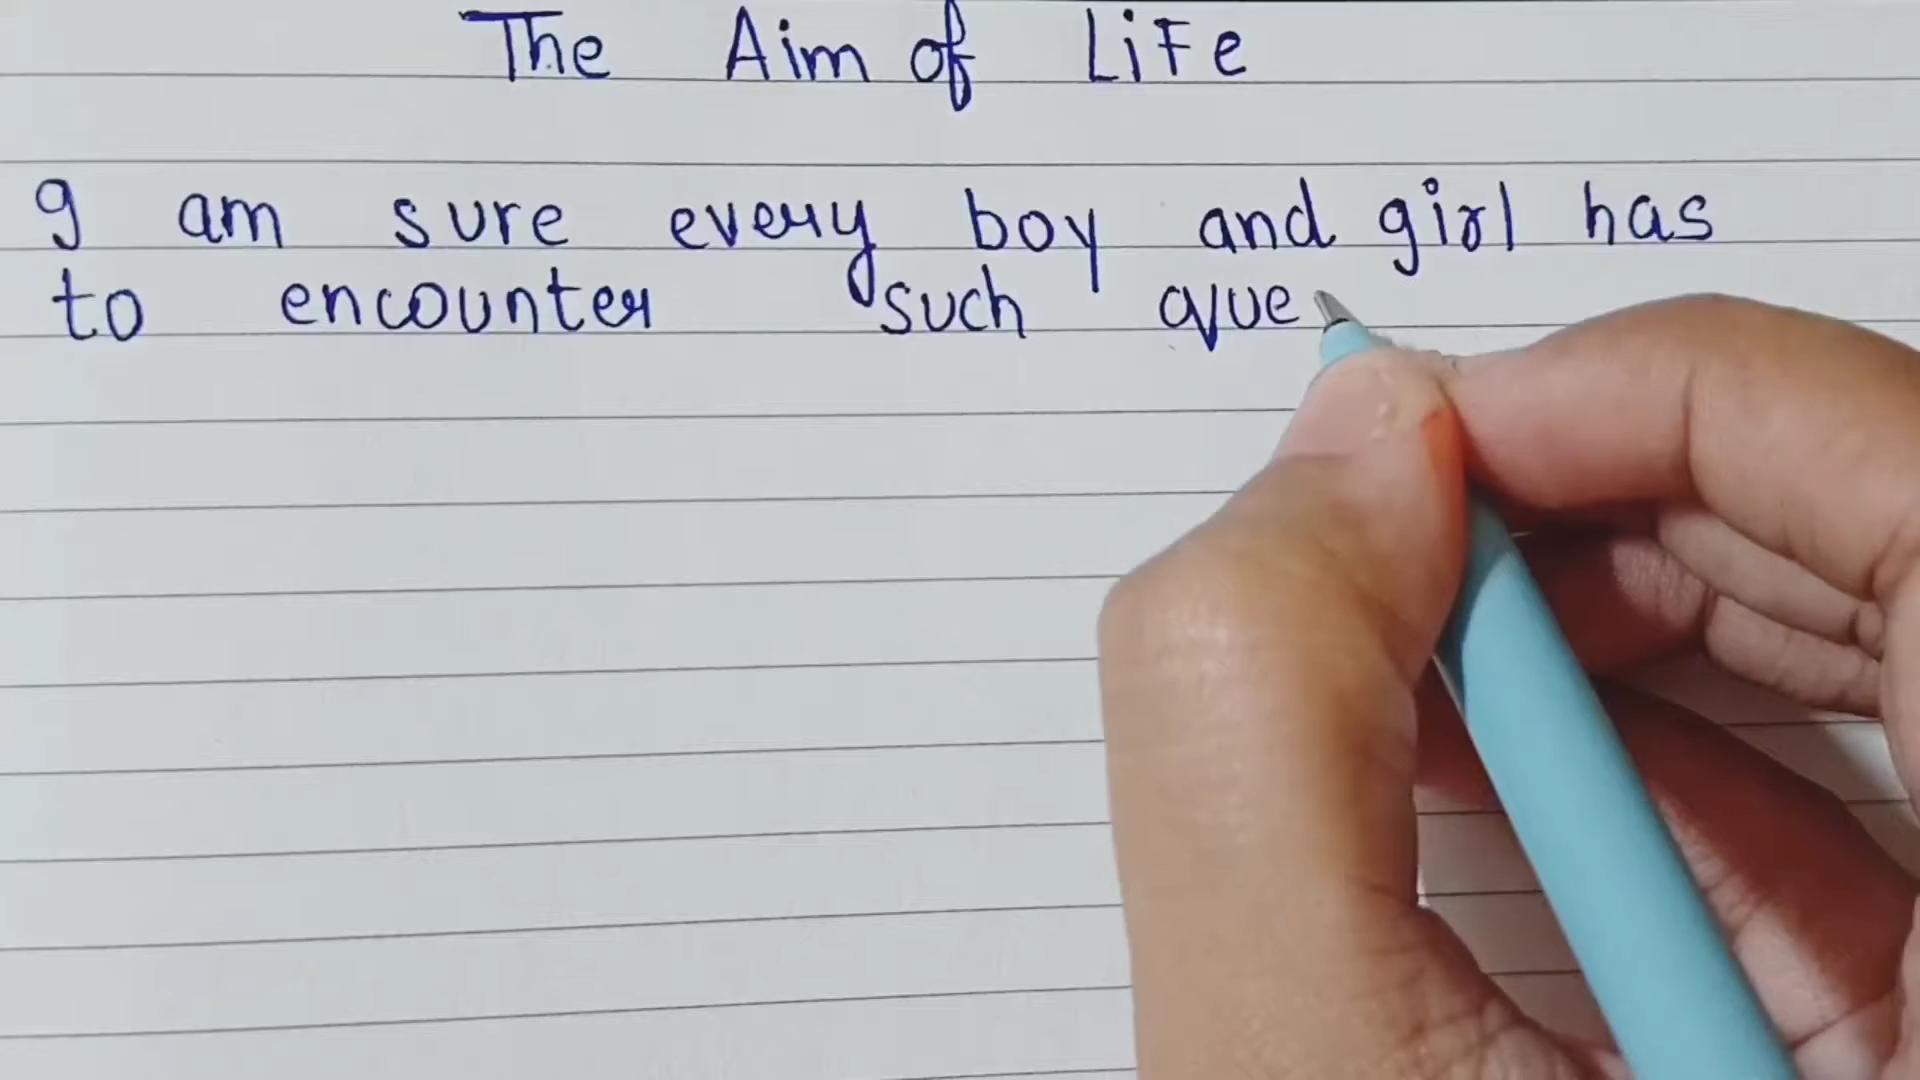 The Aim of Life
I am sure every boy and girl has
to encounter such que